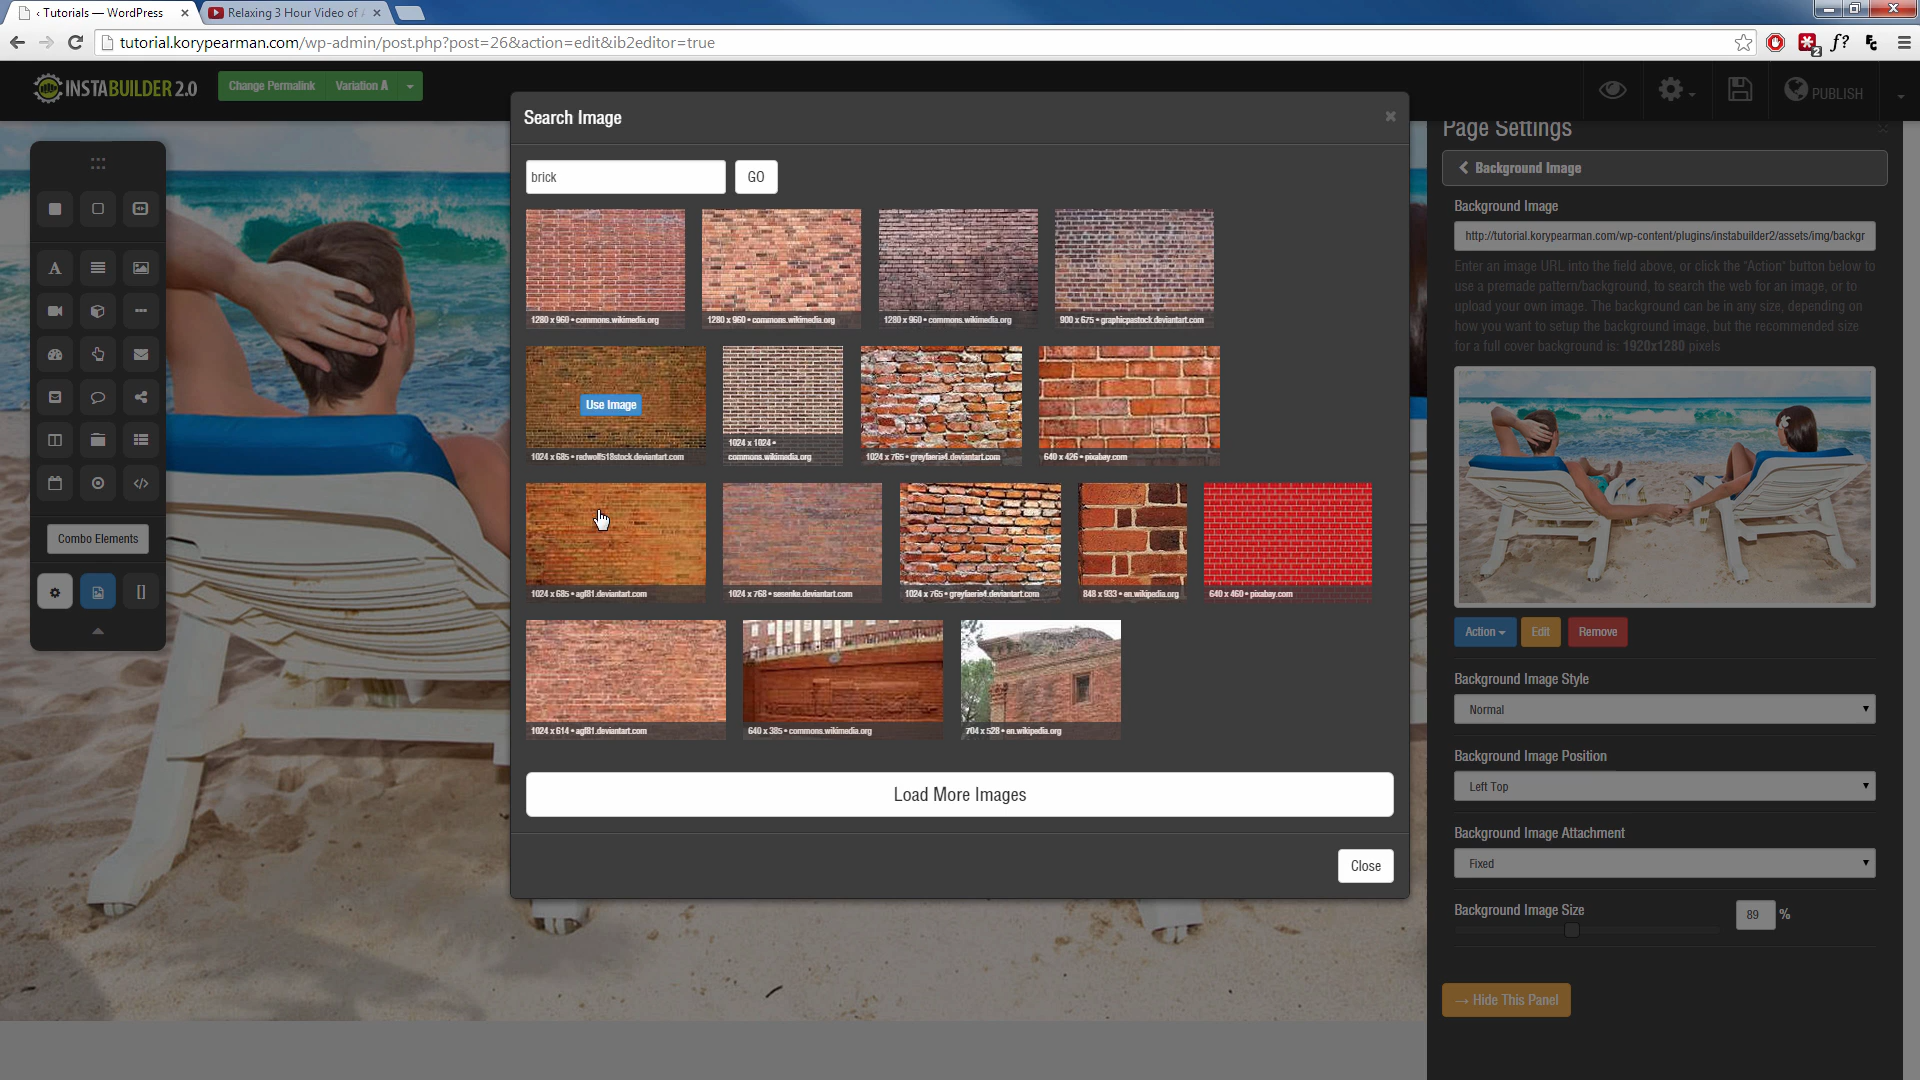 ‹ Tutorials — WordPress
Relaxing 3 Hour Video of
tutorial.korypearman.com/wp-admin/post.php?post=26&action=edit&ib2editor=true
2
f?
INSTABUILDER 2.0
Change Permalink
Variation A
PUBLISH
Search Image
brick
GO
1280 x 960 • commons.wikimedia.org
1280 x 960 • commons.wikimedia.org
1280 x 960 • commons.wikimedia.org
900 x 675 • graphicpastock.deviantart.com
Use Image
1024 x 685 • redwolf518stock.deviantart.com
1024 x 1024 •
commons.wikimedia.org
1024 x 765 • greyfaerie4.deviantart.com
640 x 426 • pixabay.com
1024 x 685 • agf81.deviantart.com
1024 x 768 • sesenke.deviantart.com
1024 x 765 • greyfaerie4.deviantart.com
848 x 933 • en.wikipedia.org
640 x 460 • pixabay.com
1024 x 614 • agf81.deviantart.com
640 x 385 • commons.wikimedia.org
704 x 528 • en.wikipedia.org
Load More Images
Close
A
Combo Elements
[]
Page Settings
Background Image
Background Image
http://tutorial.korypearman.com/wp-content/plugins/instabuilder2/assets/img/backgr
Enter an image URL into the field above, or click the "Action" button below to
use a premade pattern/background, to search the web for an image, or to
upload your own image. The background can be in any size, depending on
how you want to setup the background image, but the recommended size
for a full cover background is: 1920x1280 pixels
Action
Edit
Remove
Background Image Style
Normal
Background Image Position
Left Top
Background Image Attachment
Fixed
Background Image Size
89
%
→ Hide This Panel